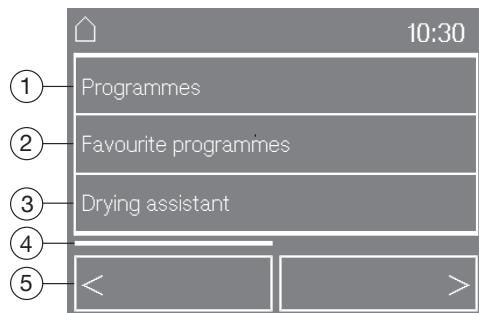 10:30
1 Programmes
2 Favourite programmes
3 Drying assistant
4
5 < >